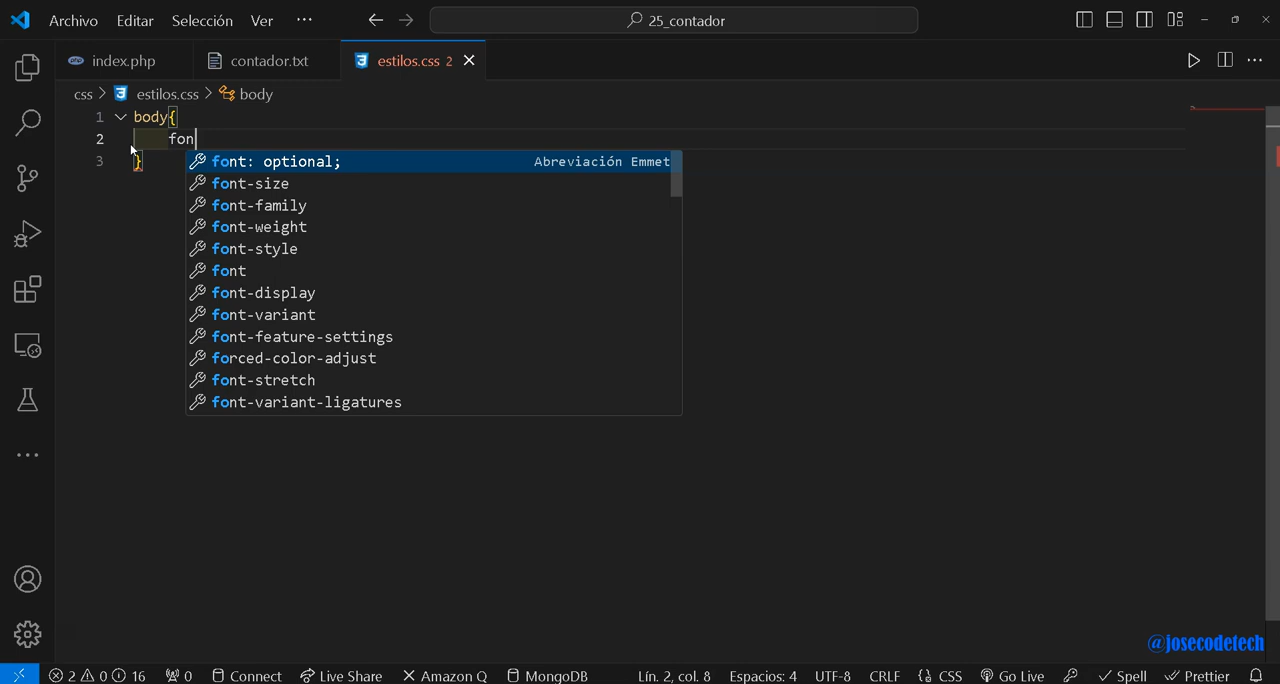 Archivo Editar Selección Ver ··· 25_contador
index.php contador.txt estilos.css 2
css > estilos.css > body
1 body{
2 fon
3 }
font: optional; Abreviación Emmet
font-size
font-family
font-weight
font-style
font
font-display
font-variant
font-feature-settings
forced-color-adjust
font-stretch
font-variant-ligatures
@josecodetech
2 0 16 0 Connect Live Share Amazon Q MongoDB Lín. 2, col. 8 Espacios: 4 UTF-8 CRLF {} CSS Go Live Spell Prettier